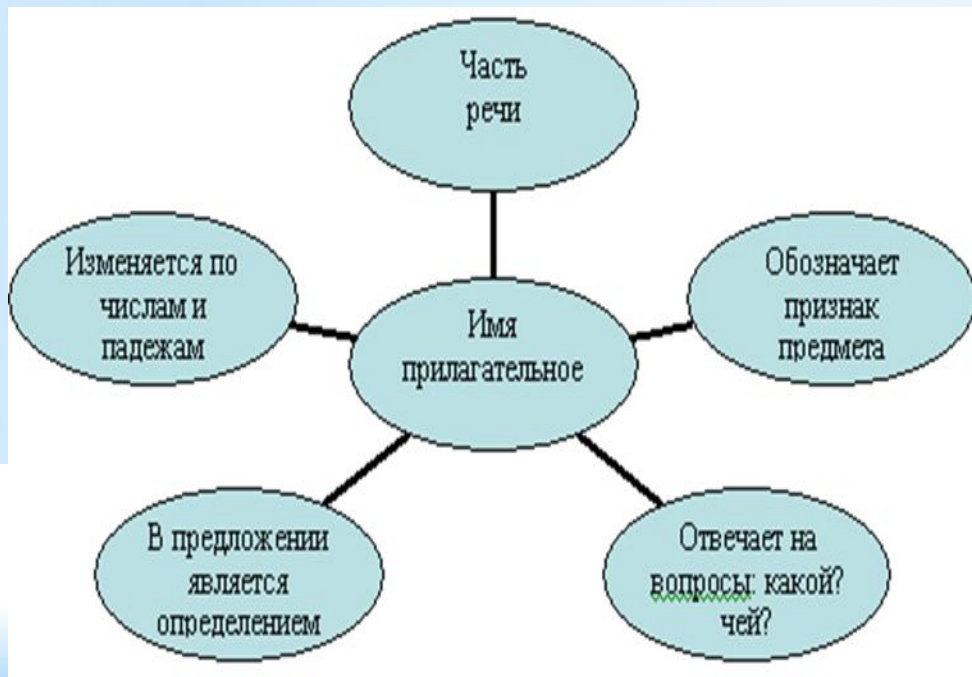 Часть
речи
Изменяется по
числам и
падежам
Обозначает
признак
предмета
Имя
прилагательное
В предложении
является
определением
Отвечает на
вопросы: какой?
чей?